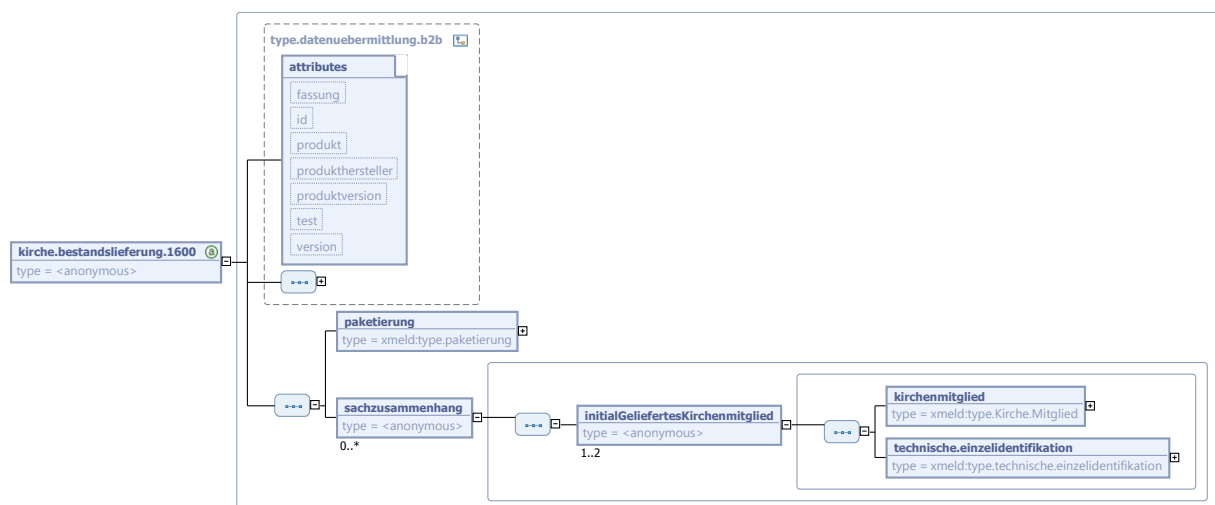 type.datenuebermittlung.b2b
attributes
fassung
id
produkt
produkthersteller
produktversion
test
version
kirche.bestandslieferung.1600 a
type = <anonymous>
paketierung
type = xmeld:type.paketierung
sachzusammenhang
type = <anonymous>
0..*
initialGeliefertesKirchenmitglied
type = <anonymous>
1..2
kirchenmitglied
type = xmeld:type.Kirche.Mitglied
technische.einzelidentifikation
type = xmeld:type.technische.einzelidentifikation